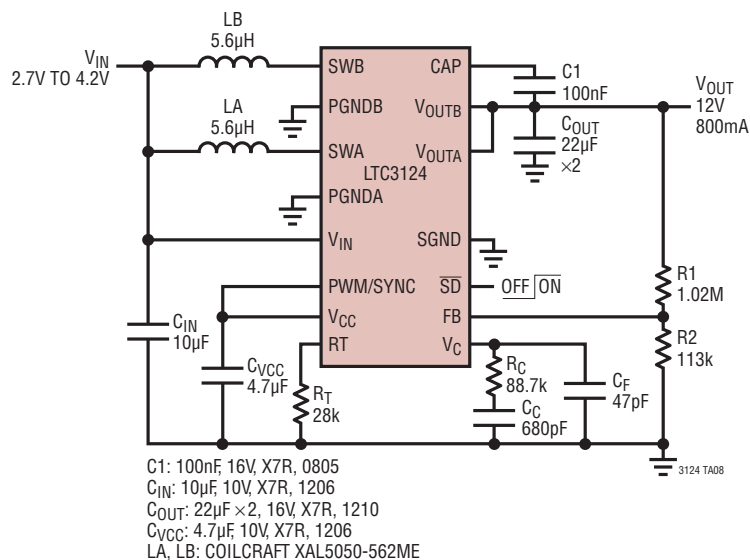 LB
5.6µH
VIN
2.7V TO 4.2V
LA
5.6µH
SWB
PGNDB
SWA
PGNDA
VIN
PWM/SYNC
VCC
RT
LTC3124
CAP
VOUTB
VOUTA
SGND
SD
FB
VC
C1
100nF
COUT
22µF
×2
VOUT
12V
800mA
OFF ON
R1
1.02M
R2
113k
CIN
10µF
CVCC
4.7µF
RT
28k
RC
88.7k
CC
680pF
CF
47pF
3124 TA08
C1: 100nF, 16V, X7R, 0805
CIN: 10µF, 10V, X7R, 1206
COUT: 22µF ×2, 16V, X7R, 1210
CVCC: 4.7µF, 10V, X7R, 1206
LA, LB: COILCRAFT XAL5050-562ME